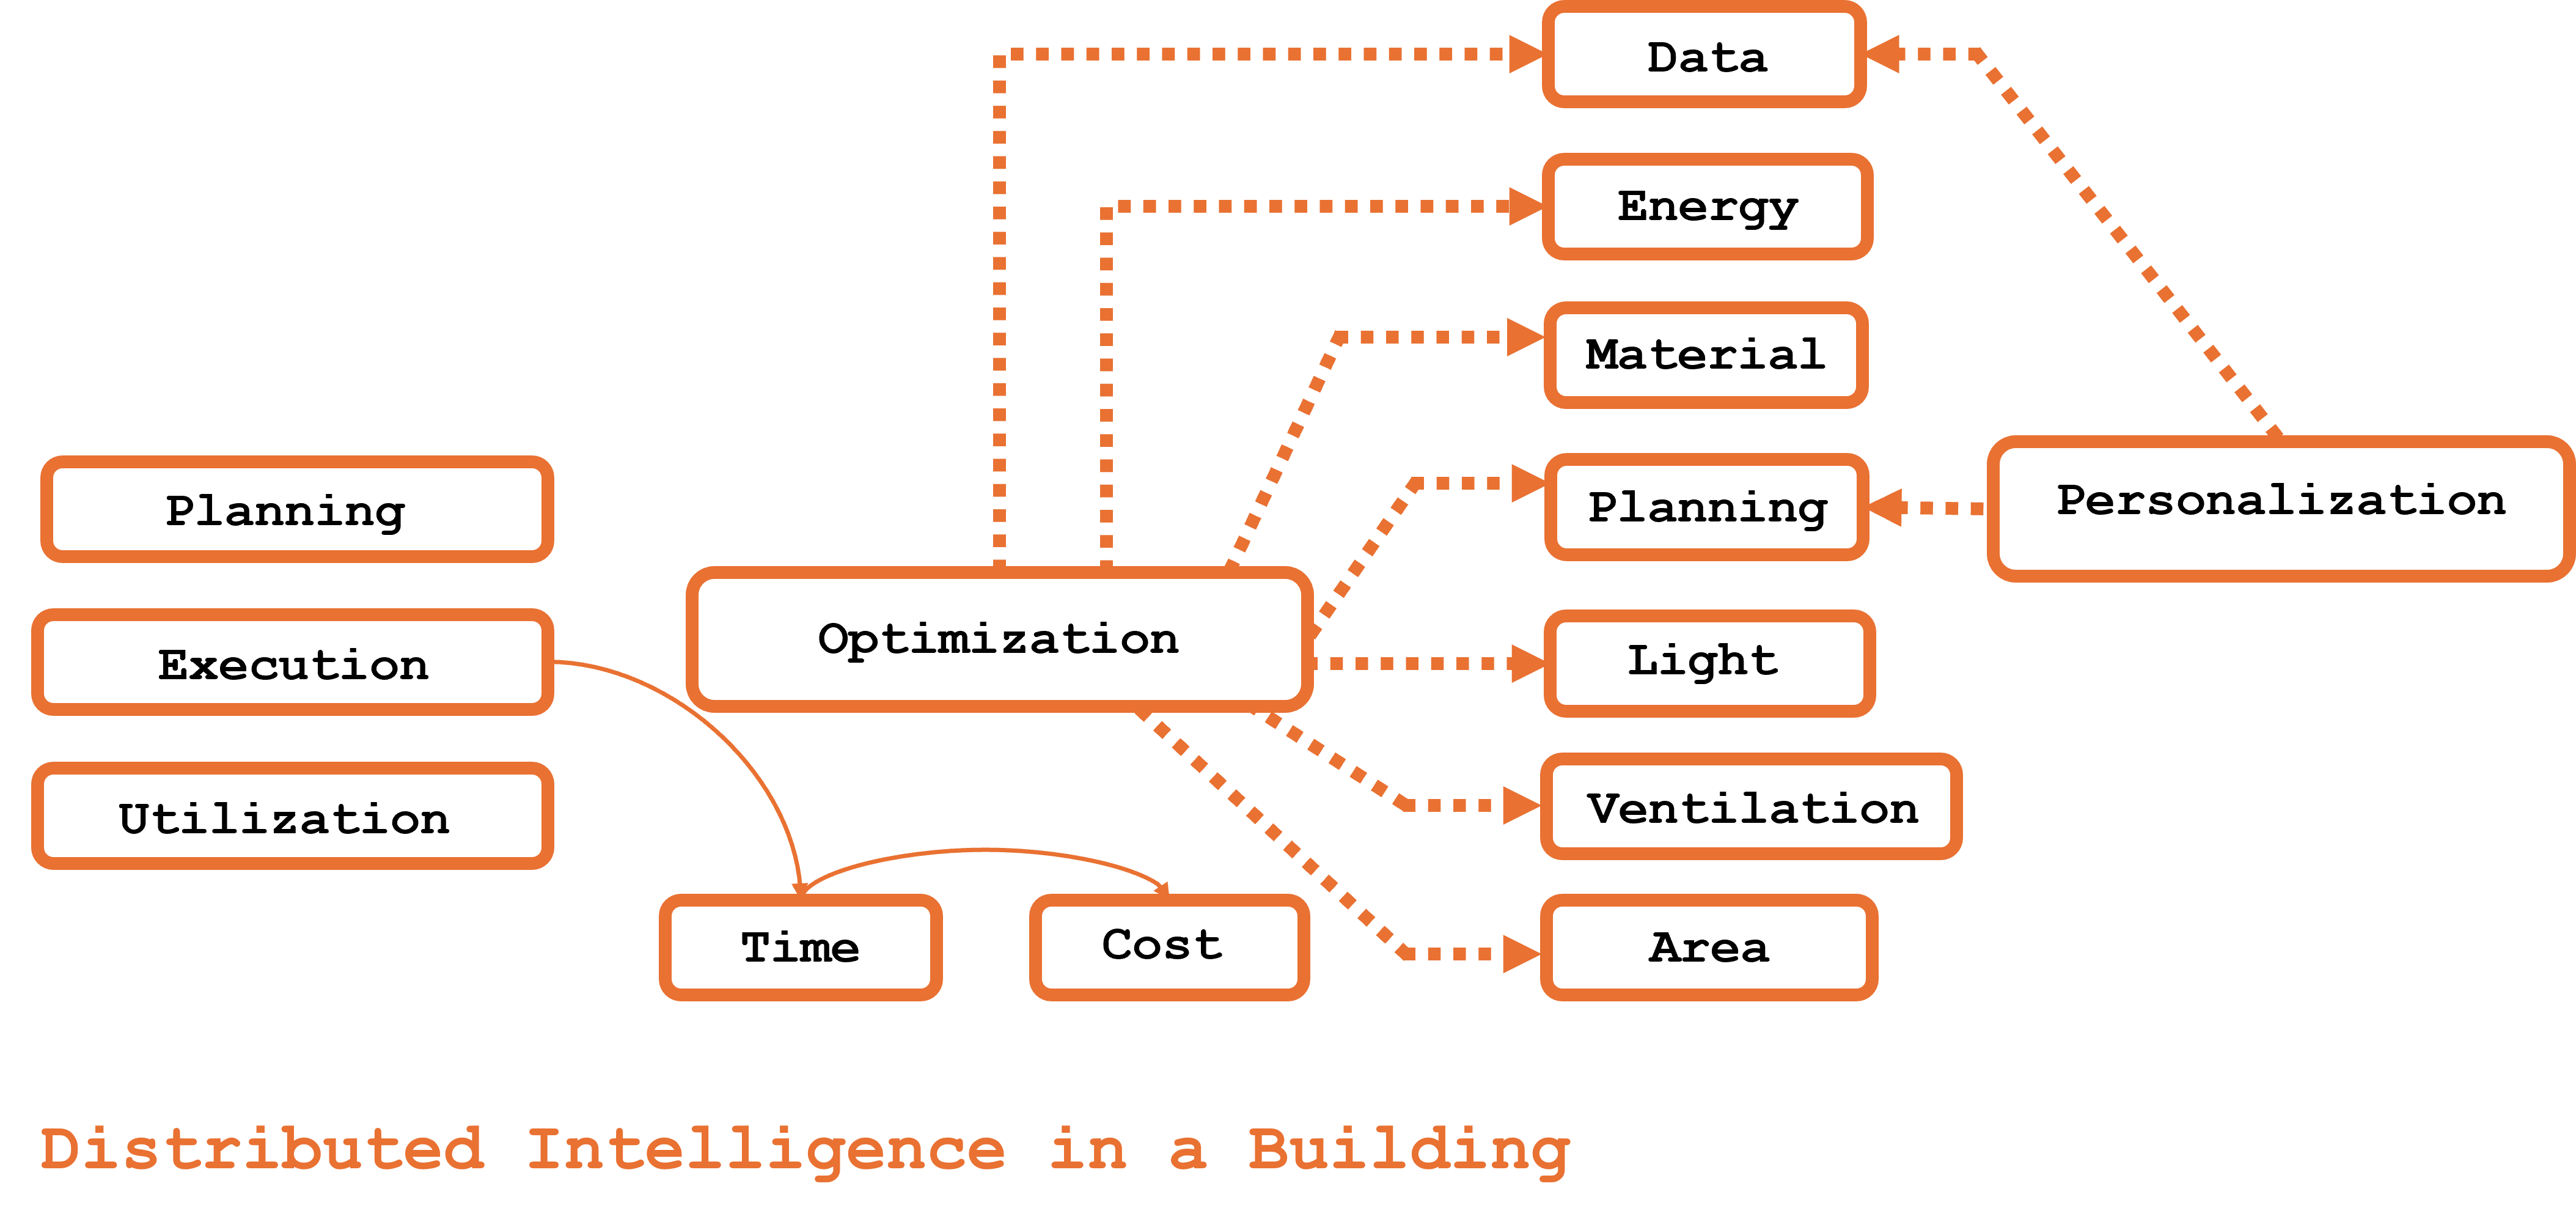 Data
Energy
Material
Planning
Personalization
Planning
Optimization
Execution
Light
Utilization
Ventilation
Time
Cost
Area
Distributed Intelligence in a Building